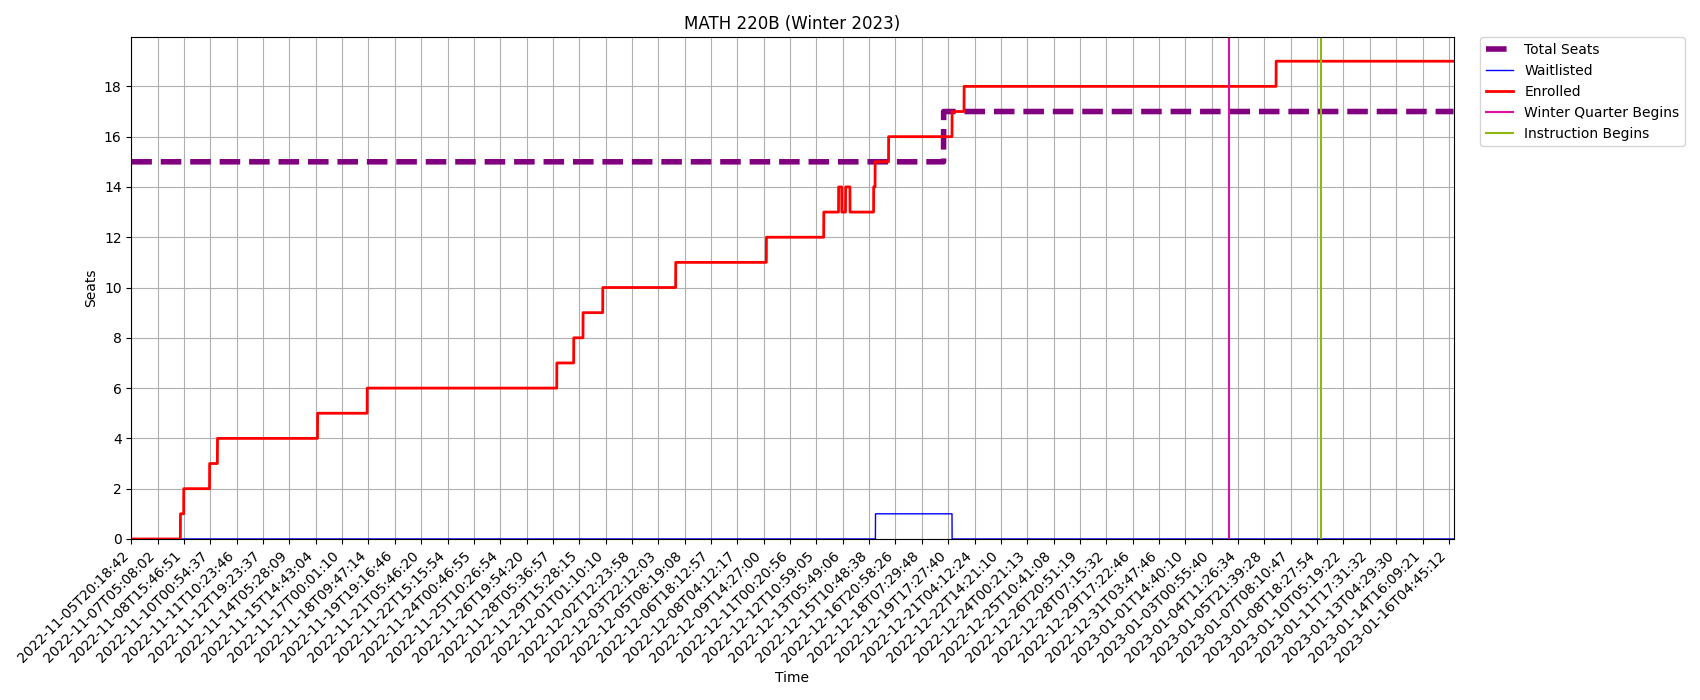 MATH 220B (Winter 2023)
Total Seats
Waitlisted
Enrolled
Winter Quarter Begins
Instruction Begins
Seats
18
16
14
12
10
8
6
4
2
0
2022-11-05T20:18:42
2022-11-07T05:08:02
2022-11-08T15:46:51
2022-11-10T00:54:37
2022-11-11T10:23:46
2022-11-12T19:23:37
2022-11-14T05:28:09
2022-11-15T14:43:04
2022-11-17T00:01:10
2022-11-18T09:47:14
2022-11-19T19:16:46
2022-11-21T05:46:20
2022-11-22T15:15:54
2022-11-24T00:46:55
2022-11-25T10:26:54
2022-11-26T19:54:20
2022-11-28T05:36:57
2022-11-29T15:28:15
2022-12-01T01:10:10
2022-12-02T12:23:58
2022-12-03T22:12:03
2022-12-05T08:19:08
2022-12-06T18:12:57
2022-12-08T04:12:17
2022-12-09T14:27:00
2022-12-11T00:20:56
2022-12-12T10:59:05
2022-12-13T05:49:06
2022-12-15T10:48:38
2022-12-16T20:58:26
2022-12-18T07:29:48
2022-12-19T17:27:40
2022-12-21T04:12:24
2022-12-22T14:21:10
2022-12-24T00:21:13
2022-12-25T10:41:08
2022-12-26T20:51:19
2022-12-28T07:15:32
2022-12-29T17:22:46
2022-12-31T03:47:46
2023-01-01T14:40:10
2023-01-03T00:55:40
2023-01-04T11:26:34
2023-01-05T21:39:28
2023-01-07T08:10:47
2023-01-08T18:27:54
2023-01-10T05:19:22
2023-01-11T17:31:32
2023-01-13T04:29:30
2023-01-14T16:09:21
2023-01-16T04:45:12
Time